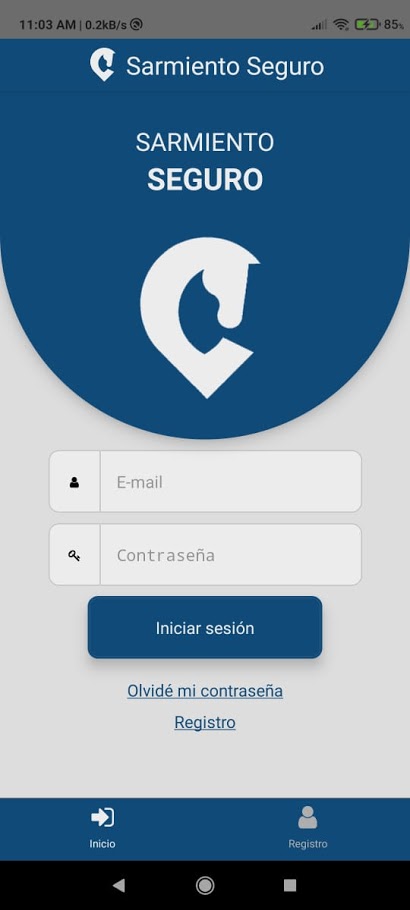 11:03 AM | 0.2kB/s
85%
Sarmiento Seguro
SARMIENTO
SEGURO
E-mail
Contraseña
Iniciar sesión
Olvidé mi contraseña
Registro
Inicio
Registro